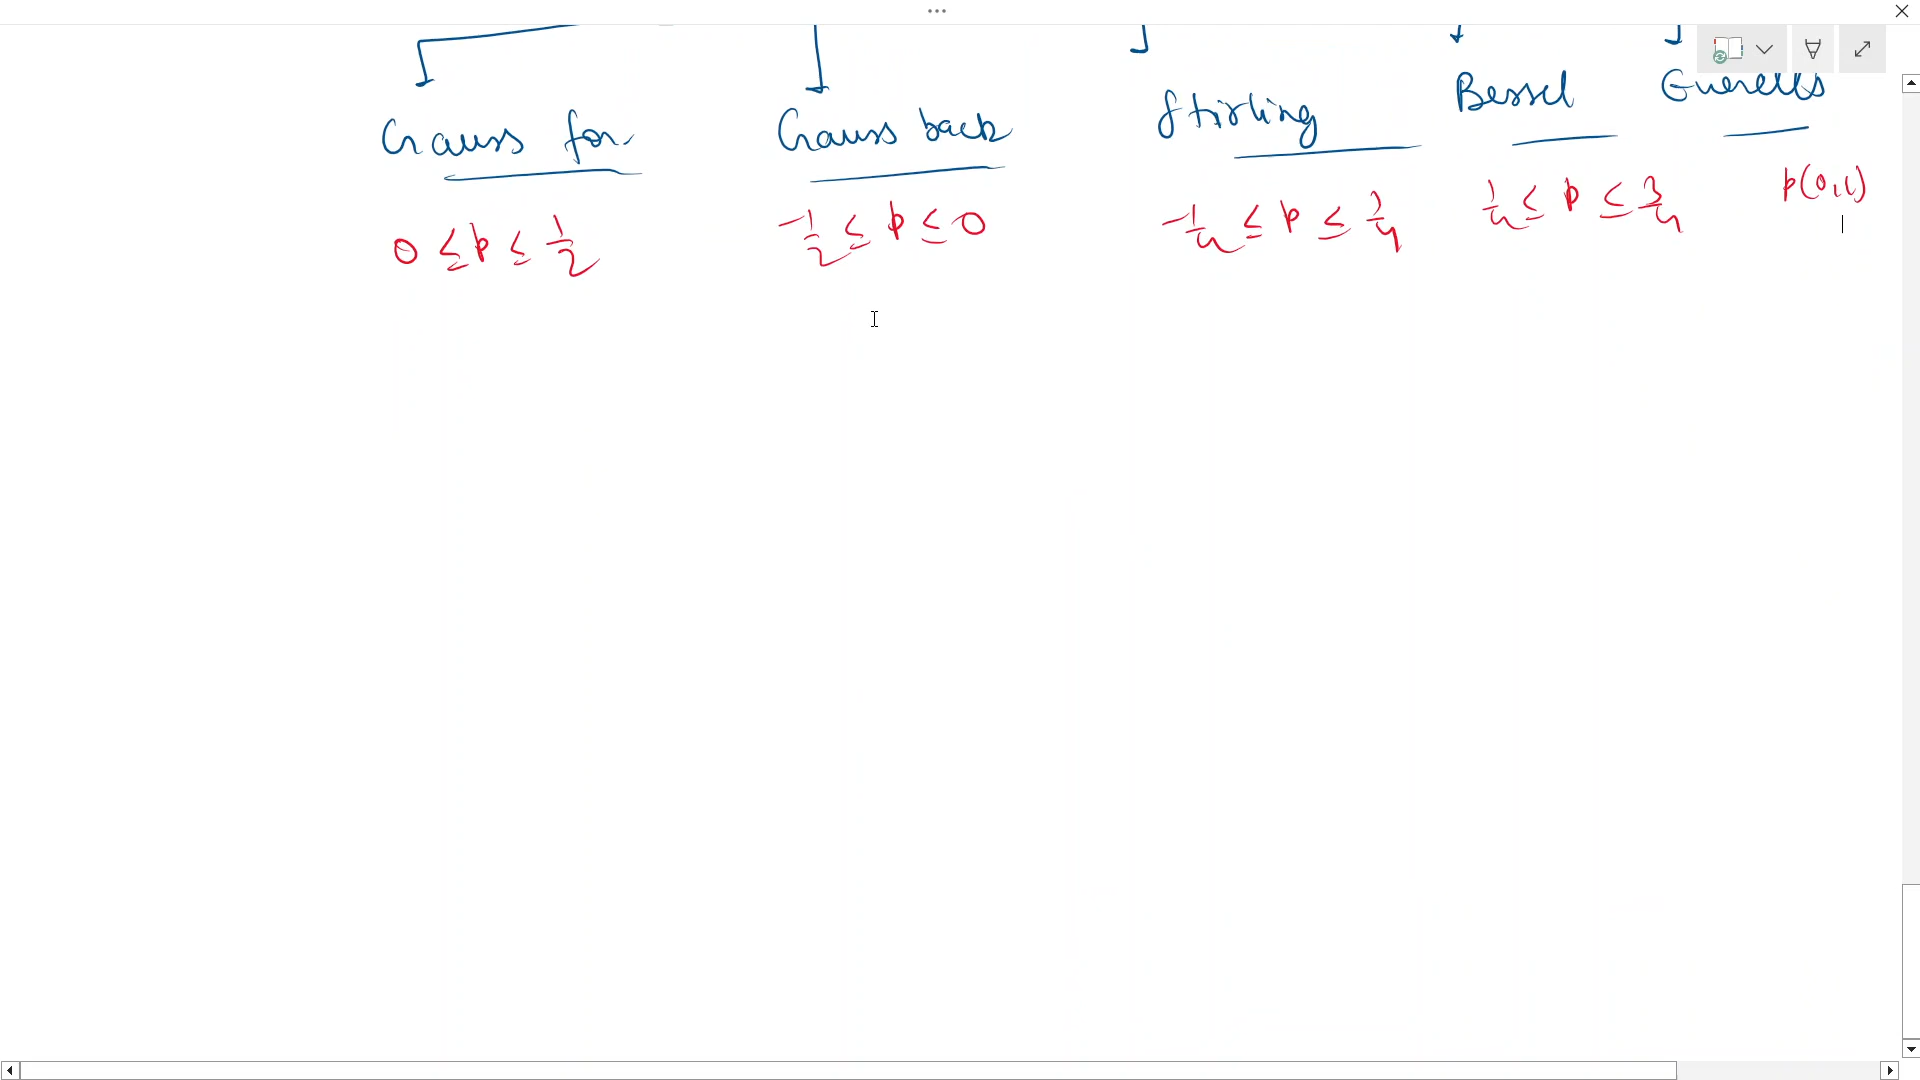 Gauss for.
Gauss back
Stirling
Bessel
Everett's
0 ≤ p ≤ 1/2
-1/2 ≤ p ≤ 0
-1/4 ≤ p ≤ 1/4
1/4 ≤ p ≤ 3/4
p(0,1)